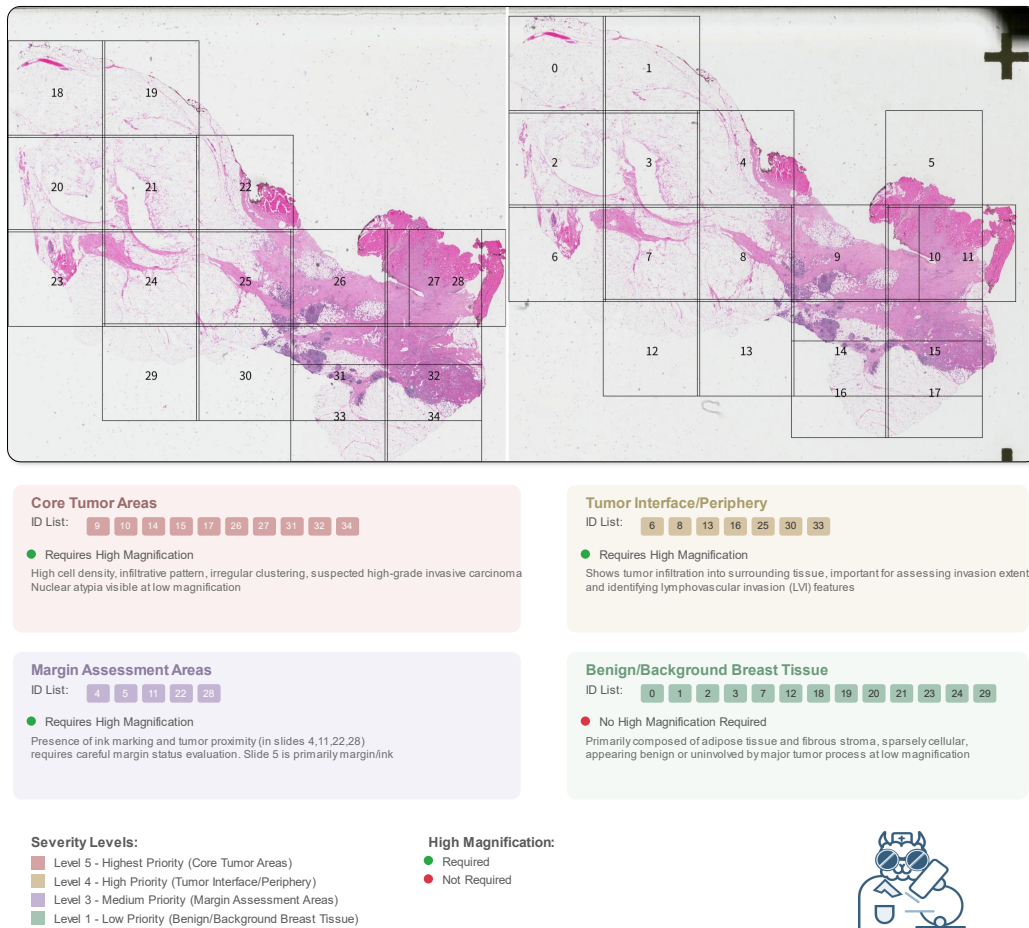 0
1
18
19
2
3
4
5
20
21
22
6
7
8
9
10
11
23
24
25
26
27
28
12
13
14
15
29
30
31
32
16
17
33
34
Core Tumor Areas
ID List: 9 10 14 15 17 26 27 31 32 34
Requires High Magnification
High cell density, infiltrative pattern, irregular clustering, suspected high-grade invasive carcinoma
Nuclear atypia visible at low magnification
Tumor Interface/Periphery
ID List: 6 8 13 16 25 30 33
Requires High Magnification
Shows tumor infiltration into surrounding tissue, important for assessing invasion extent
and identifying lymphovascular invasion (LVI) features
Margin Assessment Areas
ID List: 4 5 11 22 28
Requires High Magnification
Presence of ink marking and tumor proximity (in slides 4,11,22,28)
requires careful margin status evaluation. Slide 5 is primarily margin/ink
Benign/Background Breast Tissue
ID List: 0 1 2 3 7 12 18 19 20 21 23 24 29
No High Magnification Required
Primarily composed of adipose tissue and fibrous stroma, sparsely cellular,
appearing benign or uninvolved by major tumor process at low magnification
Severity Levels:
Level 5 - Highest Priority (Core Tumor Areas)
Level 4 - High Priority (Tumor Interface/Periphery)
Level 3 - Medium Priority (Margin Assessment Areas)
Level 1 - Low Priority (Benign/Background Breast Tissue)
High Magnification:
Required
Not Required